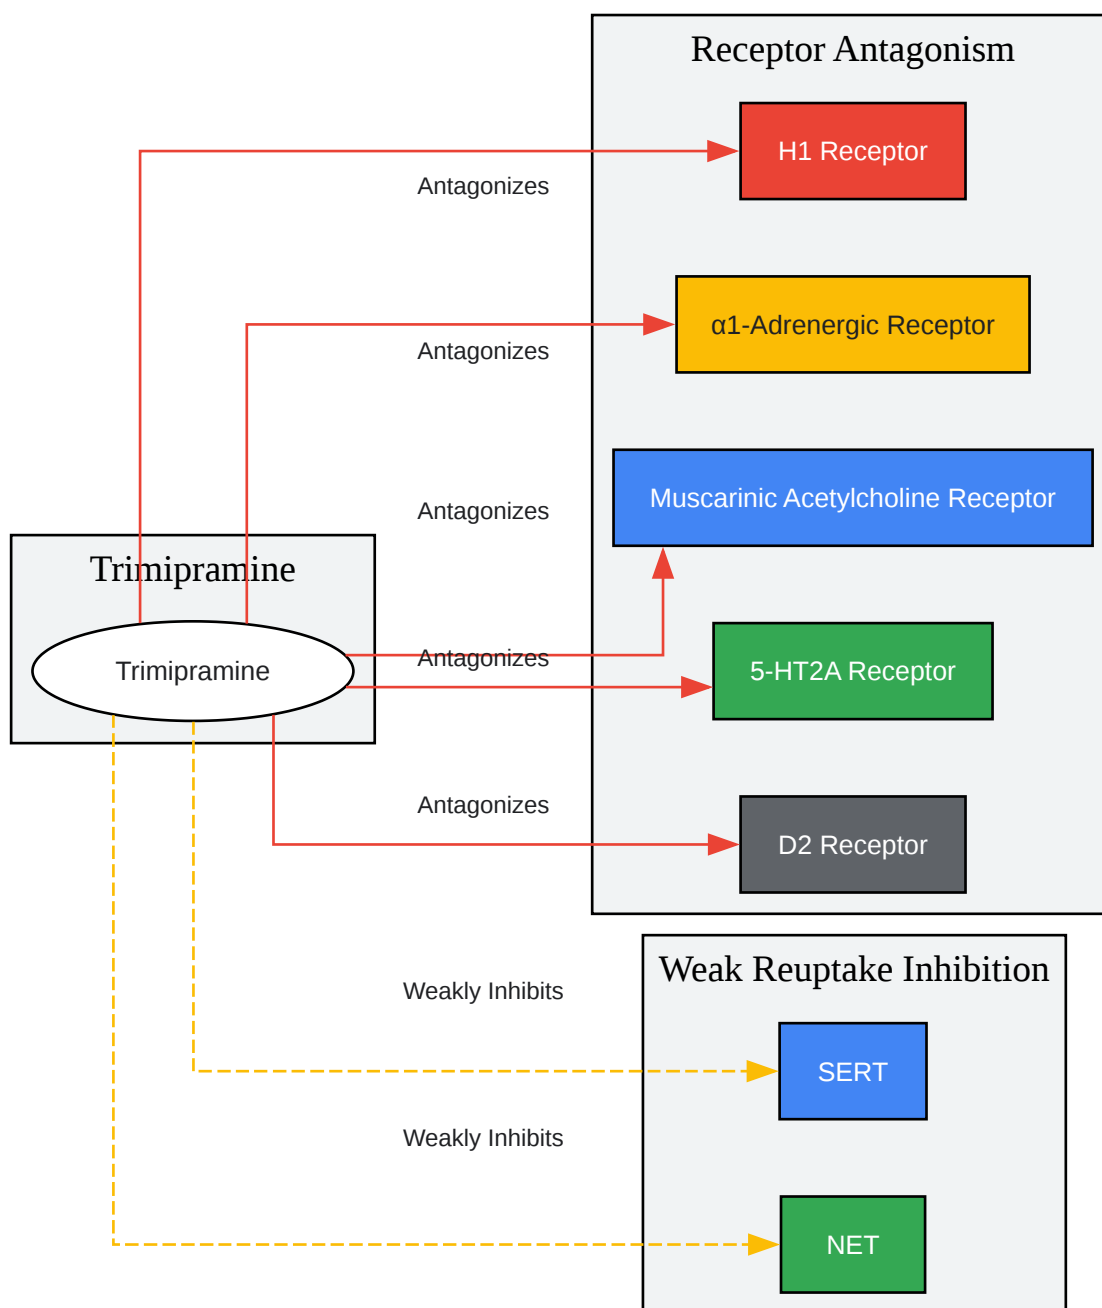 Receptor Antagonism
H1 Receptor
Antagonizes
α1-Adrenergic Receptor
Antagonizes
Muscarinic Acetylcholine Receptor
Antagonizes
Trimipramine
Trimipramine
Antagonizes
5-HT2A Receptor
Antagonizes
D2 Receptor
Weak Reuptake Inhibition
Weakly Inhibits
SERT
Weakly Inhibits
NET